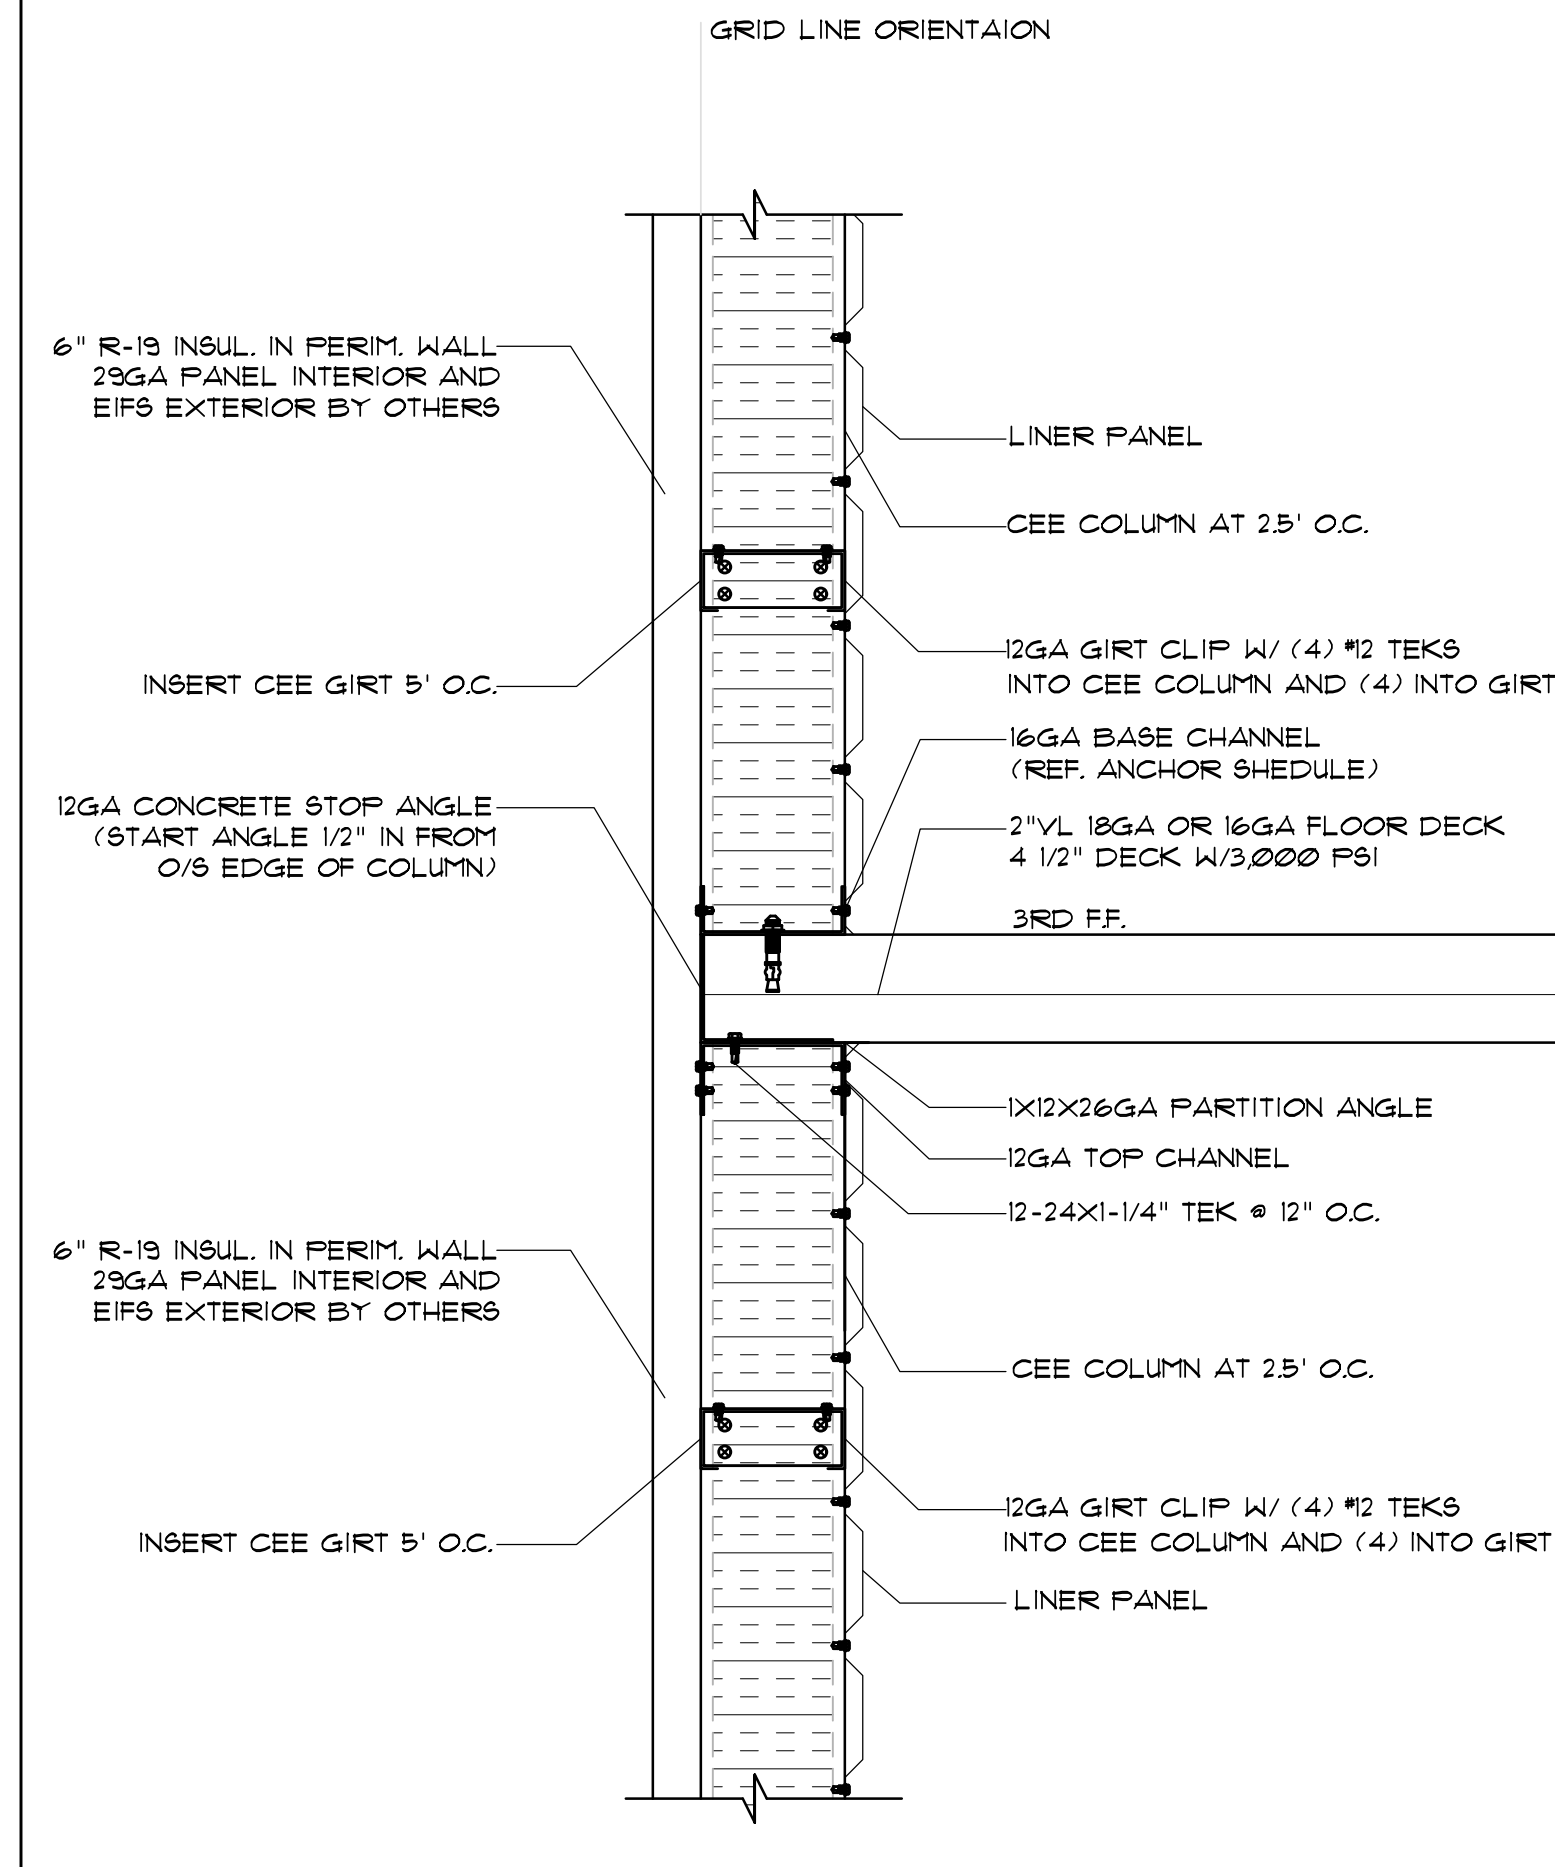 GRID LINE ORIENTAION
6" R-19 INSUL. IN PERIM. WALL
29GA PANEL INTERIOR AND
EIFS EXTERIOR BY OTHERS
LINER PANEL
CEE COLUMN AT 2.5' O.C.
INSERT CEE GIRT 5' O.C.
12GA GIRT CLIP W/ (4) #12 TEKS
INTO CEE COLUMN AND (4) INTO GIRT
16GA BASE CHANNEL
(REF. ANCHOR SHEDULE)
12GA CONCRETE STOP ANGLE
(START ANGLE 1/2" IN FROM
O/S EDGE OF COLUMN)
2"VL 18GA OR 16GA FLOOR DECK
4 1/2" DECK W/3,000 PSI
3RD F.F.
1X12X26GA PARTITION ANGLE
12GA TOP CHANNEL
12-24X1-1/4" TEK @ 12" O.C.
6" R-19 INSUL. IN PERIM. WALL
29GA PANEL INTERIOR AND
EIFS EXTERIOR BY OTHERS
CEE COLUMN AT 2.5' O.C.
INSERT CEE GIRT 5' O.C.
12GA GIRT CLIP W/ (4) #12 TEKS
INTO CEE COLUMN AND (4) INTO GIRT
LINER PANEL